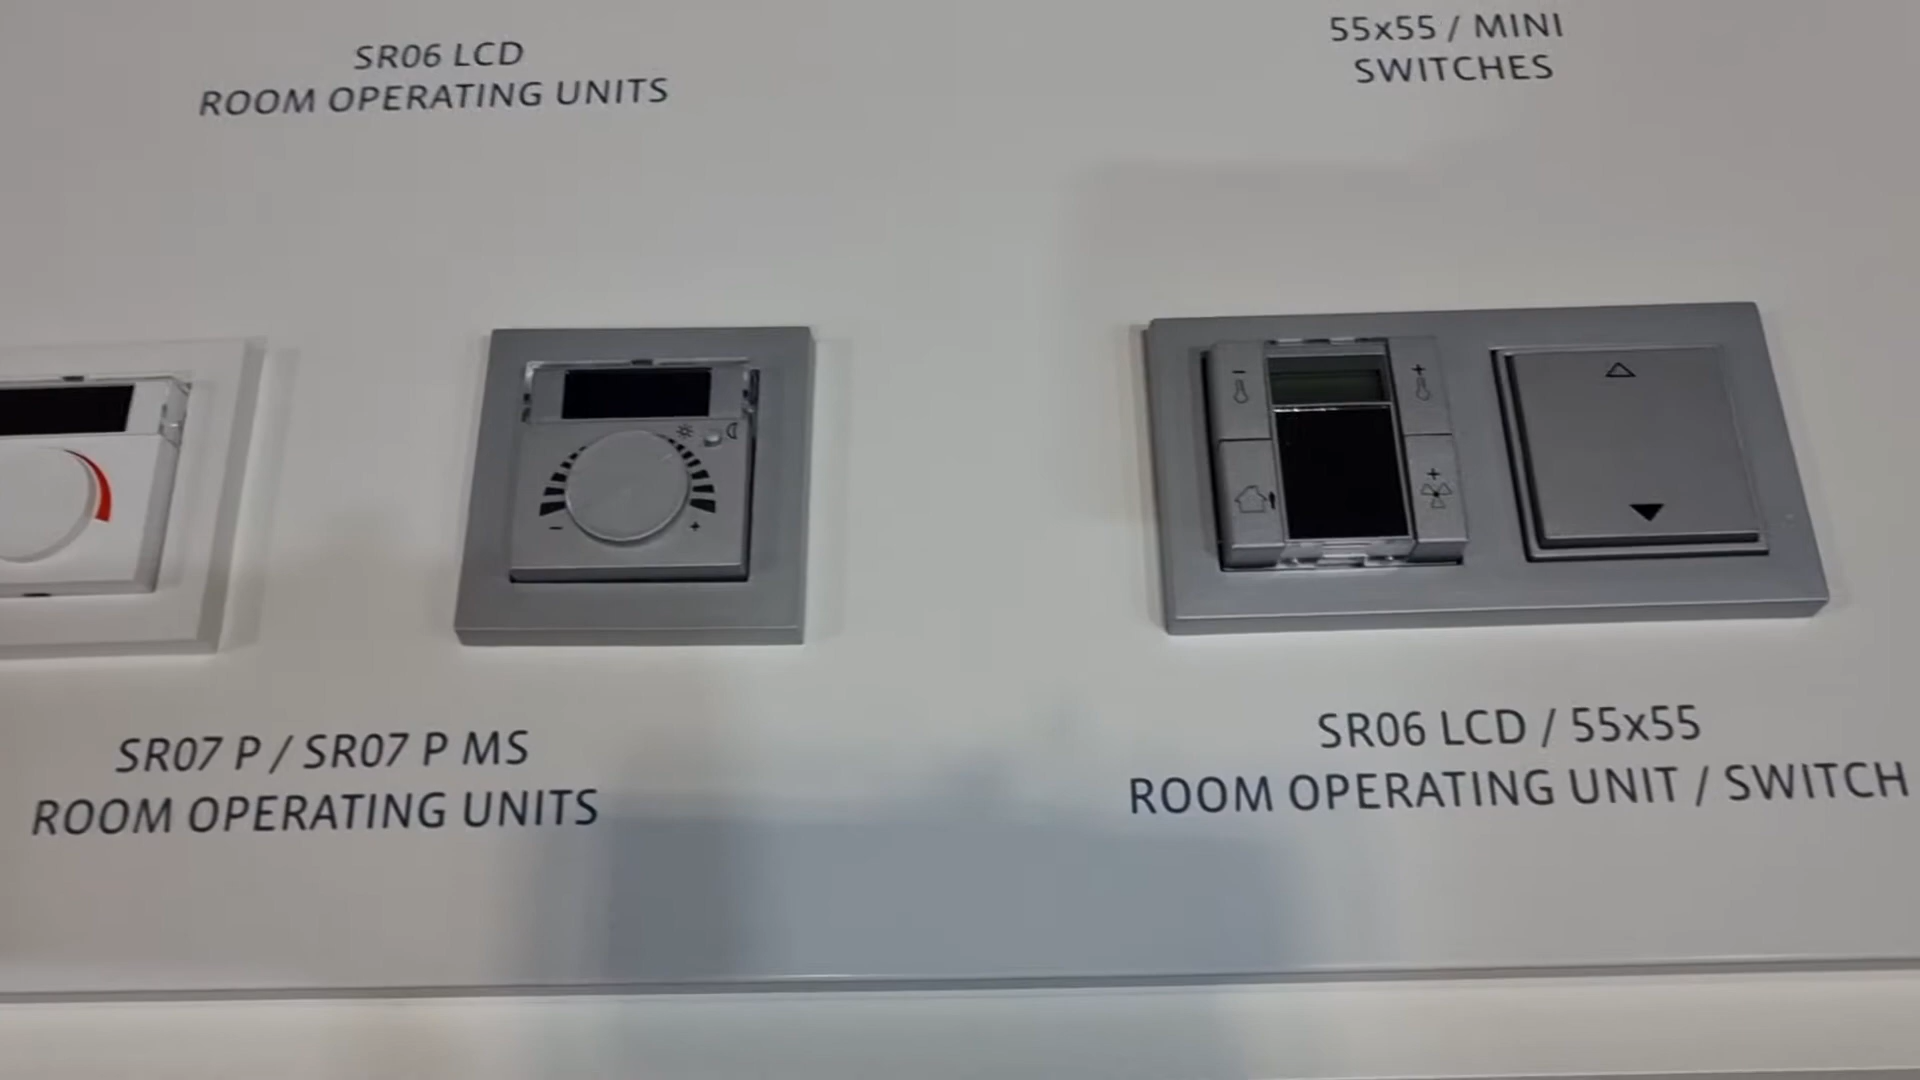 SR06 LCD
ROOM OPERATING UNITS
55x55 / MINI
SWITCHES
- +
- +
+
SR07 P / SR07 P MS
ROOM OPERATING UNITS
SR06 LCD / 55x55
ROOM OPERATING UNIT / SWITCH